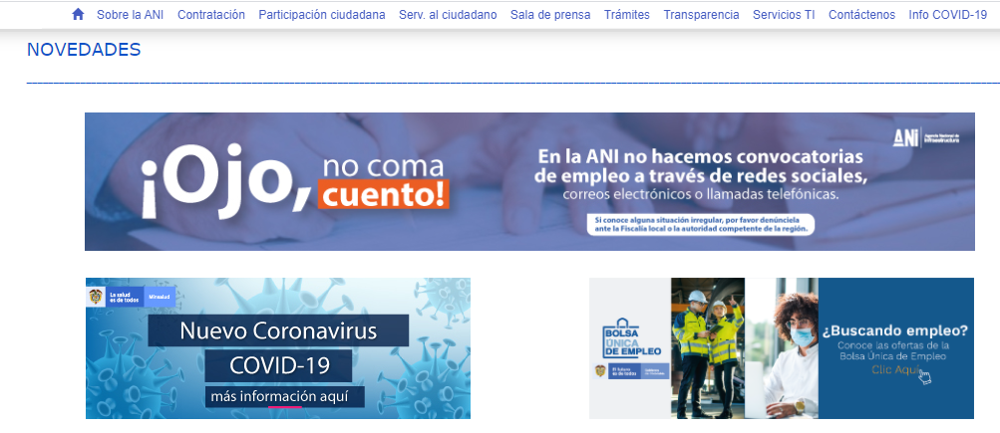 Sobre la ANI Contratación Participación ciudadana Serv. al ciudadano Sala de prensa Trámites Transparencia Servicios TI Contáctenos Info COVID-19
NOVEDADES
¡Ojo, no coma cuento!
ANi Agencia Nacional de Infraestructura
En la ANI no hacemos convocatorias
de empleo a través de redes sociales,
correos electrónicos o llamadas telefónicas.
Si conoce alguna situación irregular, por favor denúnciela
ante la Fiscalía local o la autoridad competente de la región.
La salud
es de todos
Minsalud
Nuevo Coronavirus
COVID-19
más información aquí
BOLSA
ÚNICA
DE EMPLEO
El futuro
es de todos
¿Buscando empleo?
Conoce las ofertas de la
Bolsa Única de Empleo
Clic Aquí